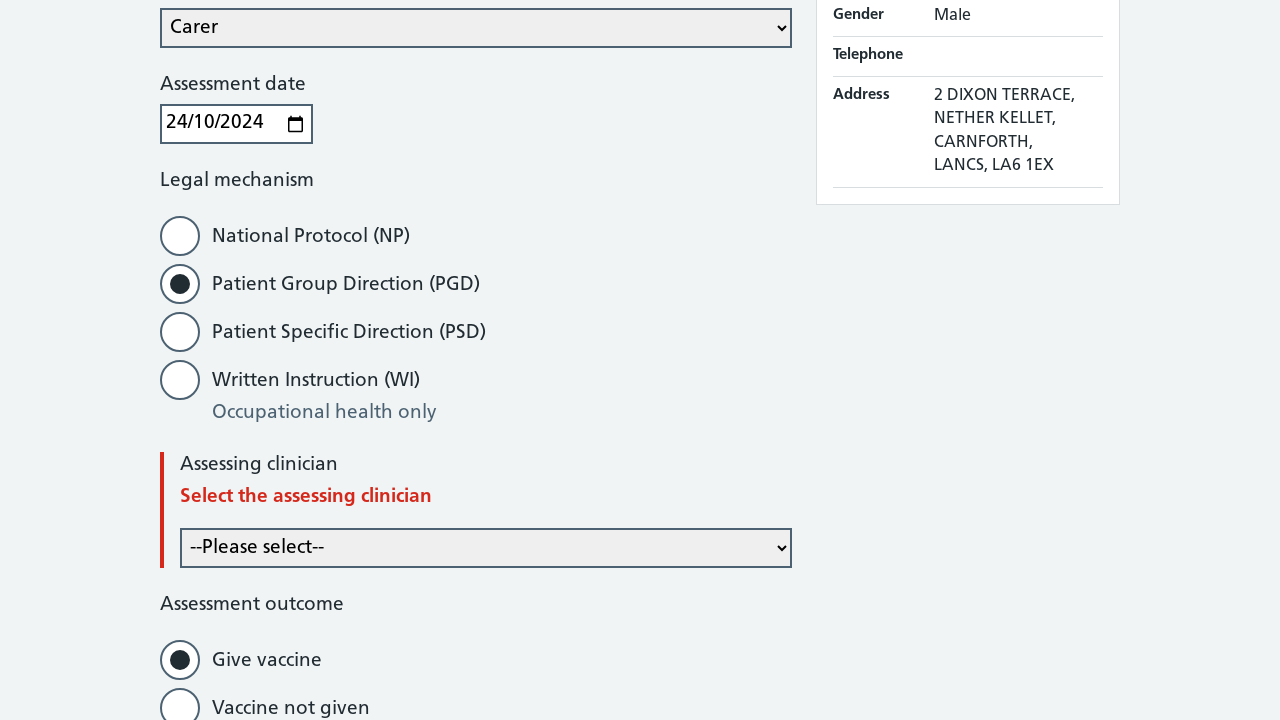 Carer
Assessment date
24/10/2024
Legal mechanism
National Protocol (NP)
Patient Group Direction (PGD)
Patient Specific Direction (PSD)
Written Instruction (WI)
Occupational health only
Assessing clinician
Select the assessing clinician
--Please select--
Assessment outcome
Give vaccine
Vaccine not given
Gender Male
Telephone
Address 2 DIXON TERRACE,
NETHER KELLET,
CARNFORTH,
LANCS, LA6 1EX